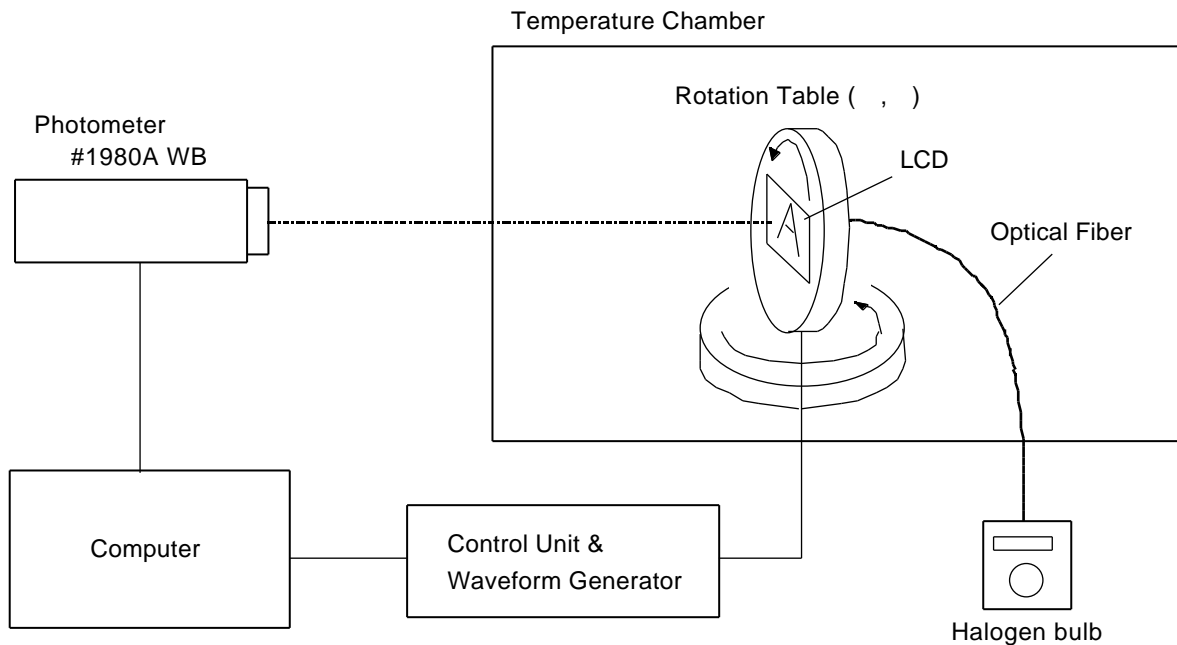 Temperature Chamber
Rotation Table ( , )
Photometer
#1980A WB
LCD
A
Optical Fiber
Computer
Control Unit &
Waveform Generator
Halogen bulb